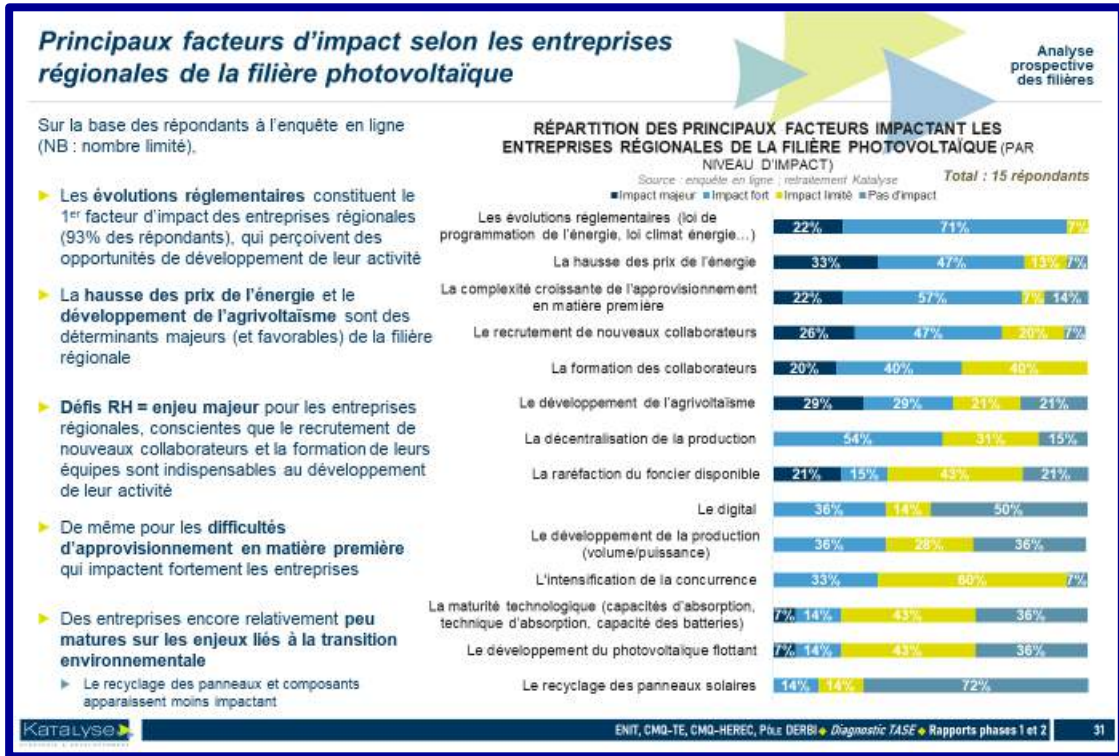 Principaux facteurs d'impact selon les entreprises
régionales de la filière photovoltaïque
Analyse
prospective
des filières
Sur la base des répondants à l'enquête en ligne
(NB : nombre limité),
► Les évolutions réglementaires constituent le
1er facteur d'impact des entreprises régionales
(93% des répondants), qui perçoivent des
opportunités de développement de leur activité
► La hausse des prix de l'énergie et le
développement de l'agrivoltaïsme sont des
déterminants majeurs (et favorables) de la filière
régionale
► Défis RH = enjeu majeur pour les entreprises
régionales, conscientes que le recrutement de
nouveaux collaborateurs et la formation de leurs
équipes sont indispensables au développement
de leur activité
► De même pour les difficultés
d'approvisionnement en matière première
qui impactent fortement les entreprises
► Des entreprises encore relativement peu
matures sur les enjeux liés à la transition
environnementale
► Le recyclage des panneaux et composants
apparaissent moins impactant
RÉPARTITION DES PRINCIPAUX FACTEURS IMPACTANT LES
ENTREPRISES RÉGIONALES DE LA FILIÈRE PHOTOVOLTAÏQUE (PAR
NIVEAU D'IMPACT)
Source : enquête en ligne ; retraitement Katalyse
Total : 15 répondants
■Impact majeur ■Impact fort ■Impact limité ■Pas d'impact
Les évolutions réglementaires (loi de
programmation de l'énergie, loi climat énergie…)
22% 71% 7%
La hausse des prix de l'énergie
33% 47% 13% 7%
La complexité croissante de l'approvisionnement
en matière première
22% 57% 7% 14%
Le recrutement de nouveaux collaborateurs
26% 47% 20% 7%
La formation des collaborateurs
20% 40% 40%
Le développement de l'agrivoltaïsme
29% 29% 21% 21%
La décentralisation de la production
54% 31% 15%
La raréfaction du foncier disponible
21% 15% 43% 21%
Le digital
36% 14% 50%
Le développement de la production
(volume/puissance)
36% 28% 36%
L'intensification de la concurrence
33% 60% 7%
La maturité technologique (capacités d'absorption,
technique d'absorption, capacité des batteries)
7% 14% 43% 36%
Le développement du photovoltaïque flottant
7% 14% 43% 36%
Le recyclage des panneaux solaires
14% 14% 72%
KATALYSE
ENIT, CMQ-TE, CMQ-HEREC, PÔLE DERBI ◆ Diagnostic TASE ◆ Rapports phases 1 et 2 31